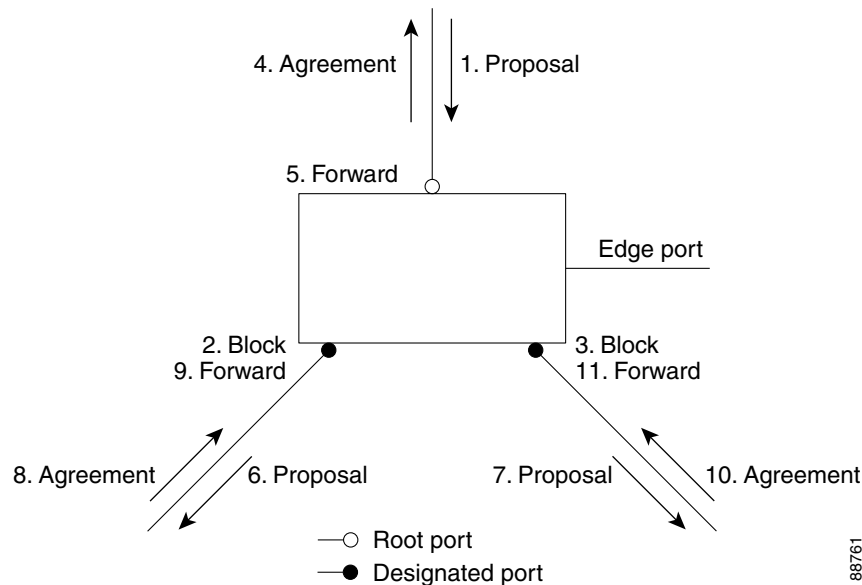 4. Agreement
1. Proposal
5. Forward
Edge port
2. Block
9. Forward
3. Block
11. Forward
8. Agreement
6. Proposal
7. Proposal
10. Agreement
Root port
Designated port
88761